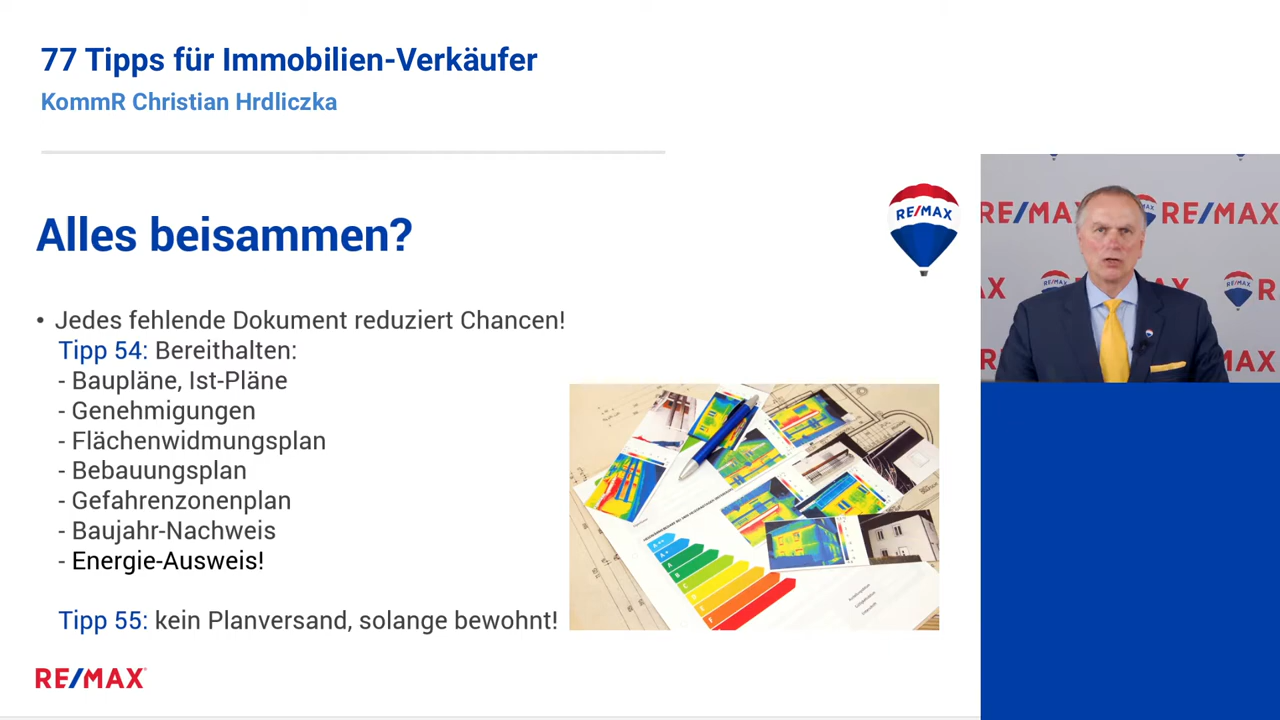 77 Tipps für Immobilien-Verkäufer
KommR Christian Hrdliczka
Alles beisammen?
RE/MAX
RE/MAX
RE/MAX
• Jedes fehlende Dokument reduziert Chancen!
Tipp 54: Bereithalten:
- Baupläne, Ist-Pläne
- Genehmigungen
- Flächenwidmungsplan
- Bebauungsplan
- Gefahrenzonenplan
- Baujahr-Nachweis
- Energie-Ausweis!
A++
A+
A
B
Tipp 55: kein Planversand, solange bewohnt!
RE/MAX